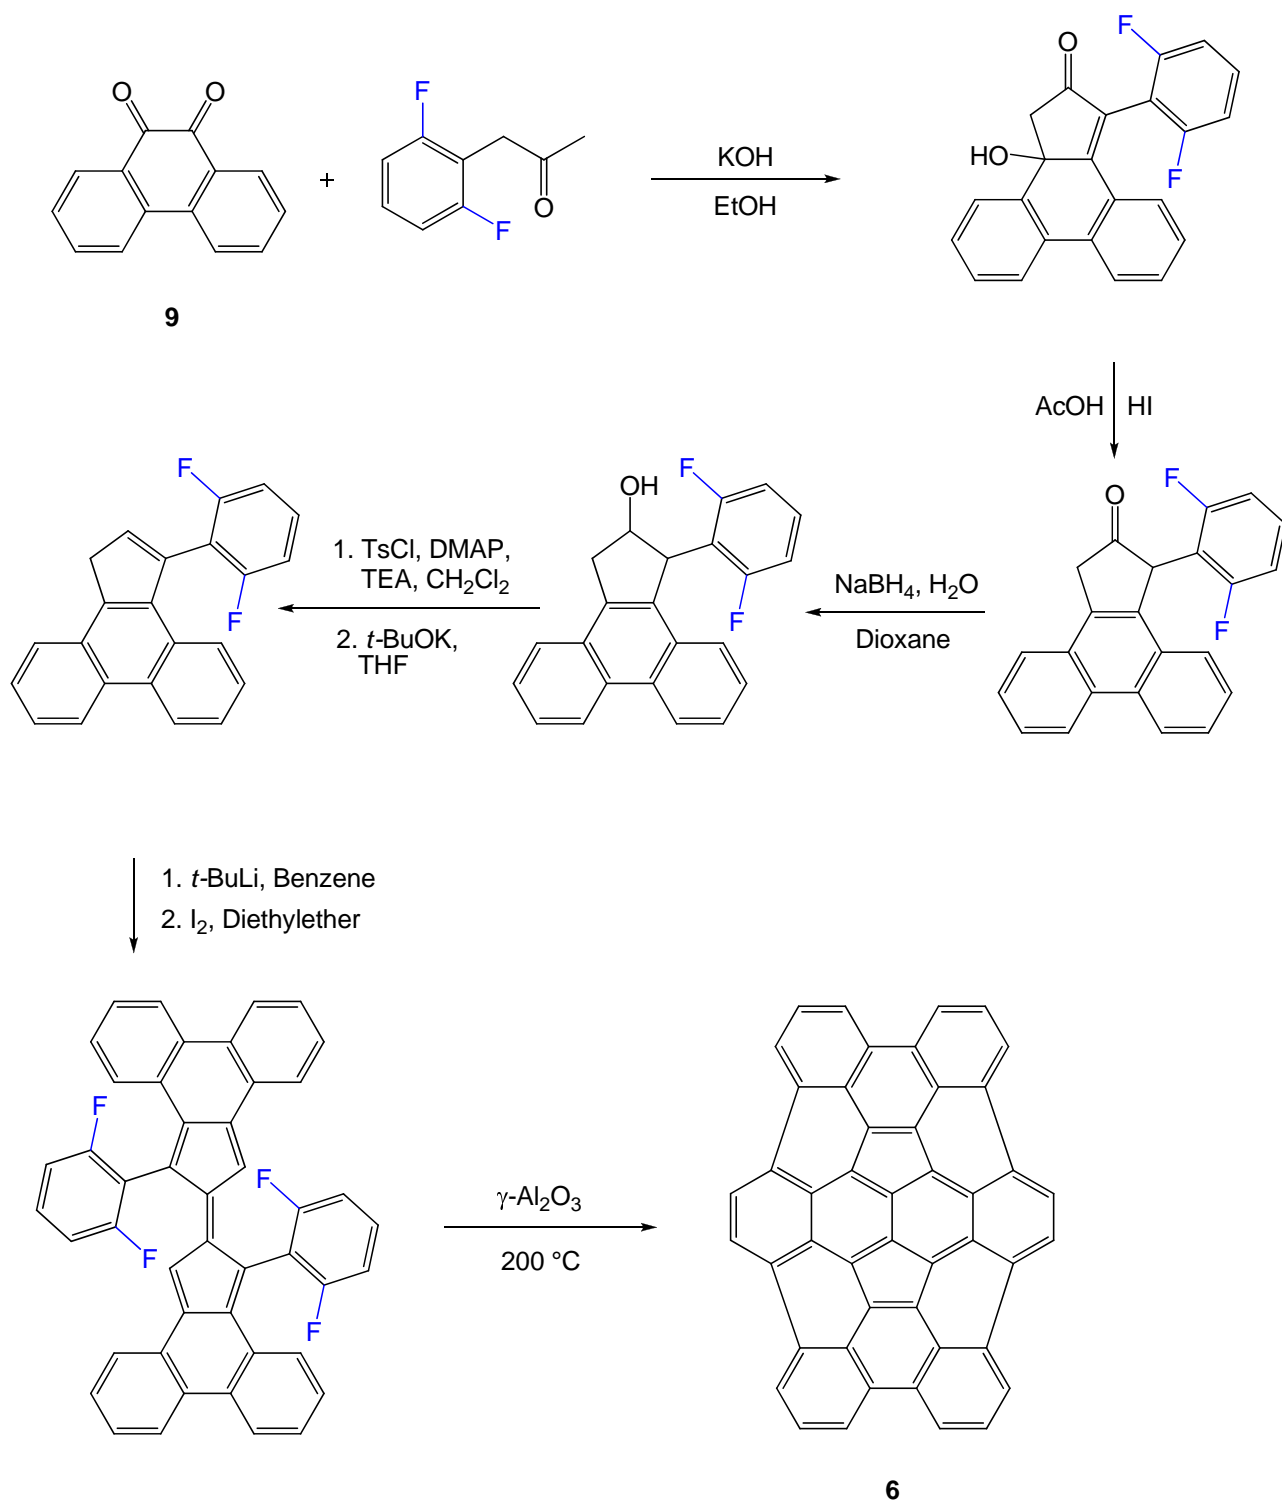 O O
F
F
O
9
+
KOH
EtOH
O
F
F
HO
AcOH HI
O
F
F
NaBH4, H2O
Dioxane
OH
F
F
1. TsCl, DMAP,
TEA, CH2Cl2
2. t-BuOK,
THF
F
F
1. t-BuLi, Benzene
2. I2, Diethylether
F
F
F
F
γ-Al2O3
200 °C
6